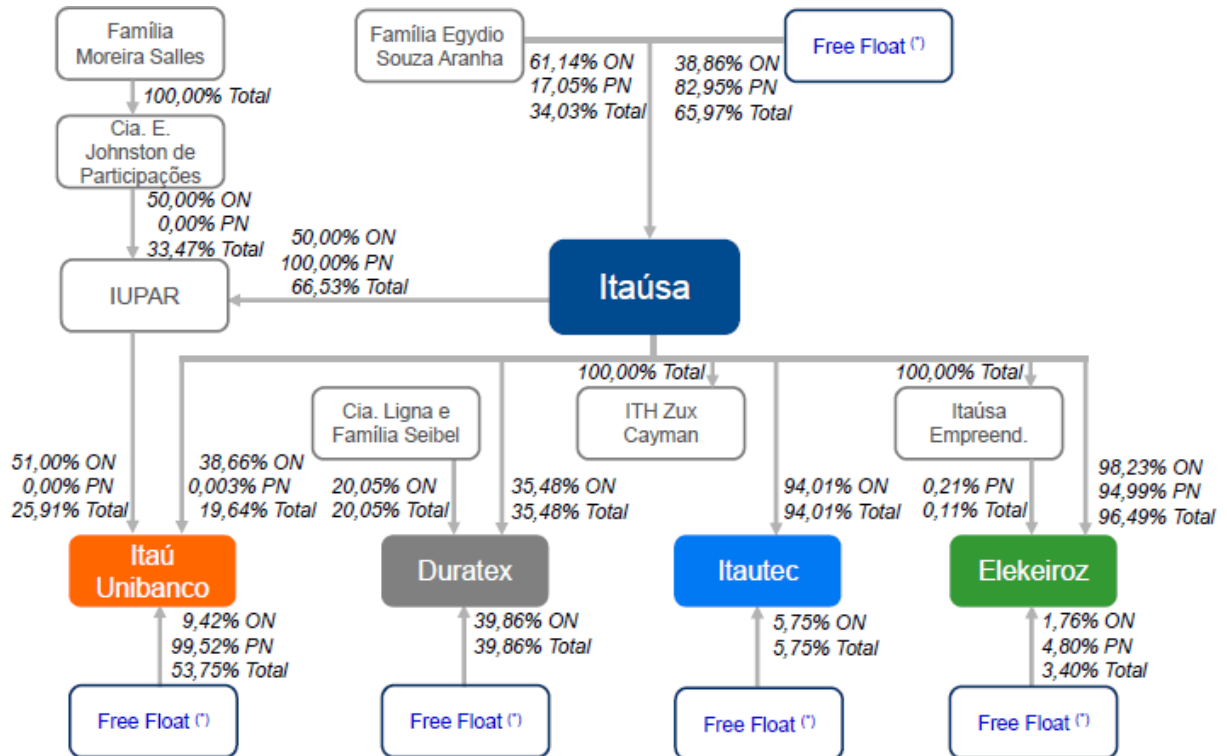 Família
Moreira Salles
Família Egydio
Souza Aranha
Free Float (*)
61,14% ON
17,05% PN
34,03% Total
38,86% ON
82,95% PN
65,97% Total
100,00% Total
Cia. E.
Johnston de
Participações
50,00% ON
0,00% PN
33,47% Total
50,00% ON
100,00% PN
66,53% Total
IUPAR
Itaúsa
100,00% Total
100,00% Total
Cia. Ligna e
Família Seibel
ITH Zux
Cayman
Itaúsa
Empreend.
51,00% ON
0,00% PN
25,91% Total
38,66% ON
0,003% PN
19,64% Total
20,05% ON
20,05% Total
35,48% ON
35,48% Total
94,01% ON
94,01% Total
0,21% PN
0,11% Total
98,23% ON
94,99% PN
96,49% Total
Itaú
Unibanco
Duratex
Itautec
Elekeiroz
9,42% ON
99,52% PN
53,75% Total
39,86% ON
39,86% Total
5,75% ON
5,75% Total
1,76% ON
4,80% PN
3,40% Total
Free Float (*)
Free Float (*)
Free Float (*)
Free Float (*)